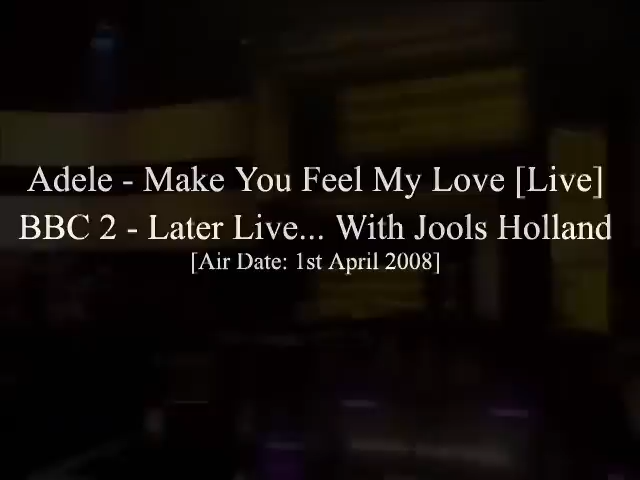 Adele - Make You Feel My Love [Live]
BBC 2 - Later Live... With Jools Holland
[Air Date: 1st April 2008]